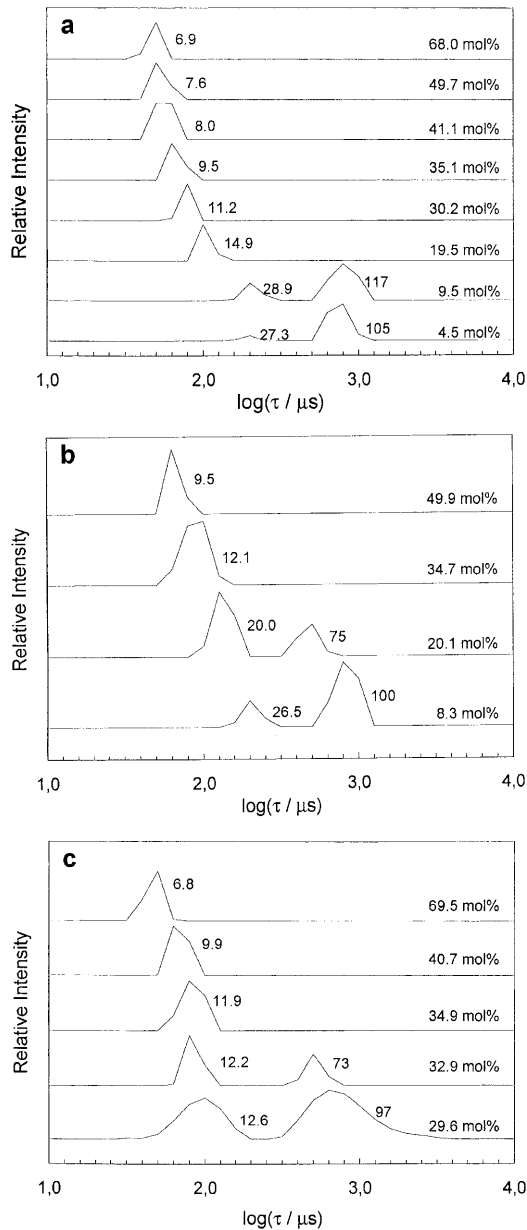 a
6.9 68.0 mol%
7.6 49.7 mol%
8.0 41.1 mol%
9.5 35.1 mol%
11.2 30.2 mol%
14.9 19.5 mol%
28.9 117 9.5 mol%
27.3 105 4.5 mol%
Relative Intensity
1,0 2,0 3,0 4,0
log(τ / μs)
b
9.5 49.9 mol%
12.1 34.7 mol%
20.0 75 20.1 mol%
26.5 100 8.3 mol%
Relative Intensity
1,0 2,0 3,0 4,0
log(τ / μs)
c
6.8 69.5 mol%
9.9 40.7 mol%
11.9 34.9 mol%
12.2 73 32.9 mol%
12.6 97 29.6 mol%
Relative Intensity
1,0 2,0 3,0 4,0
log(τ / μs)